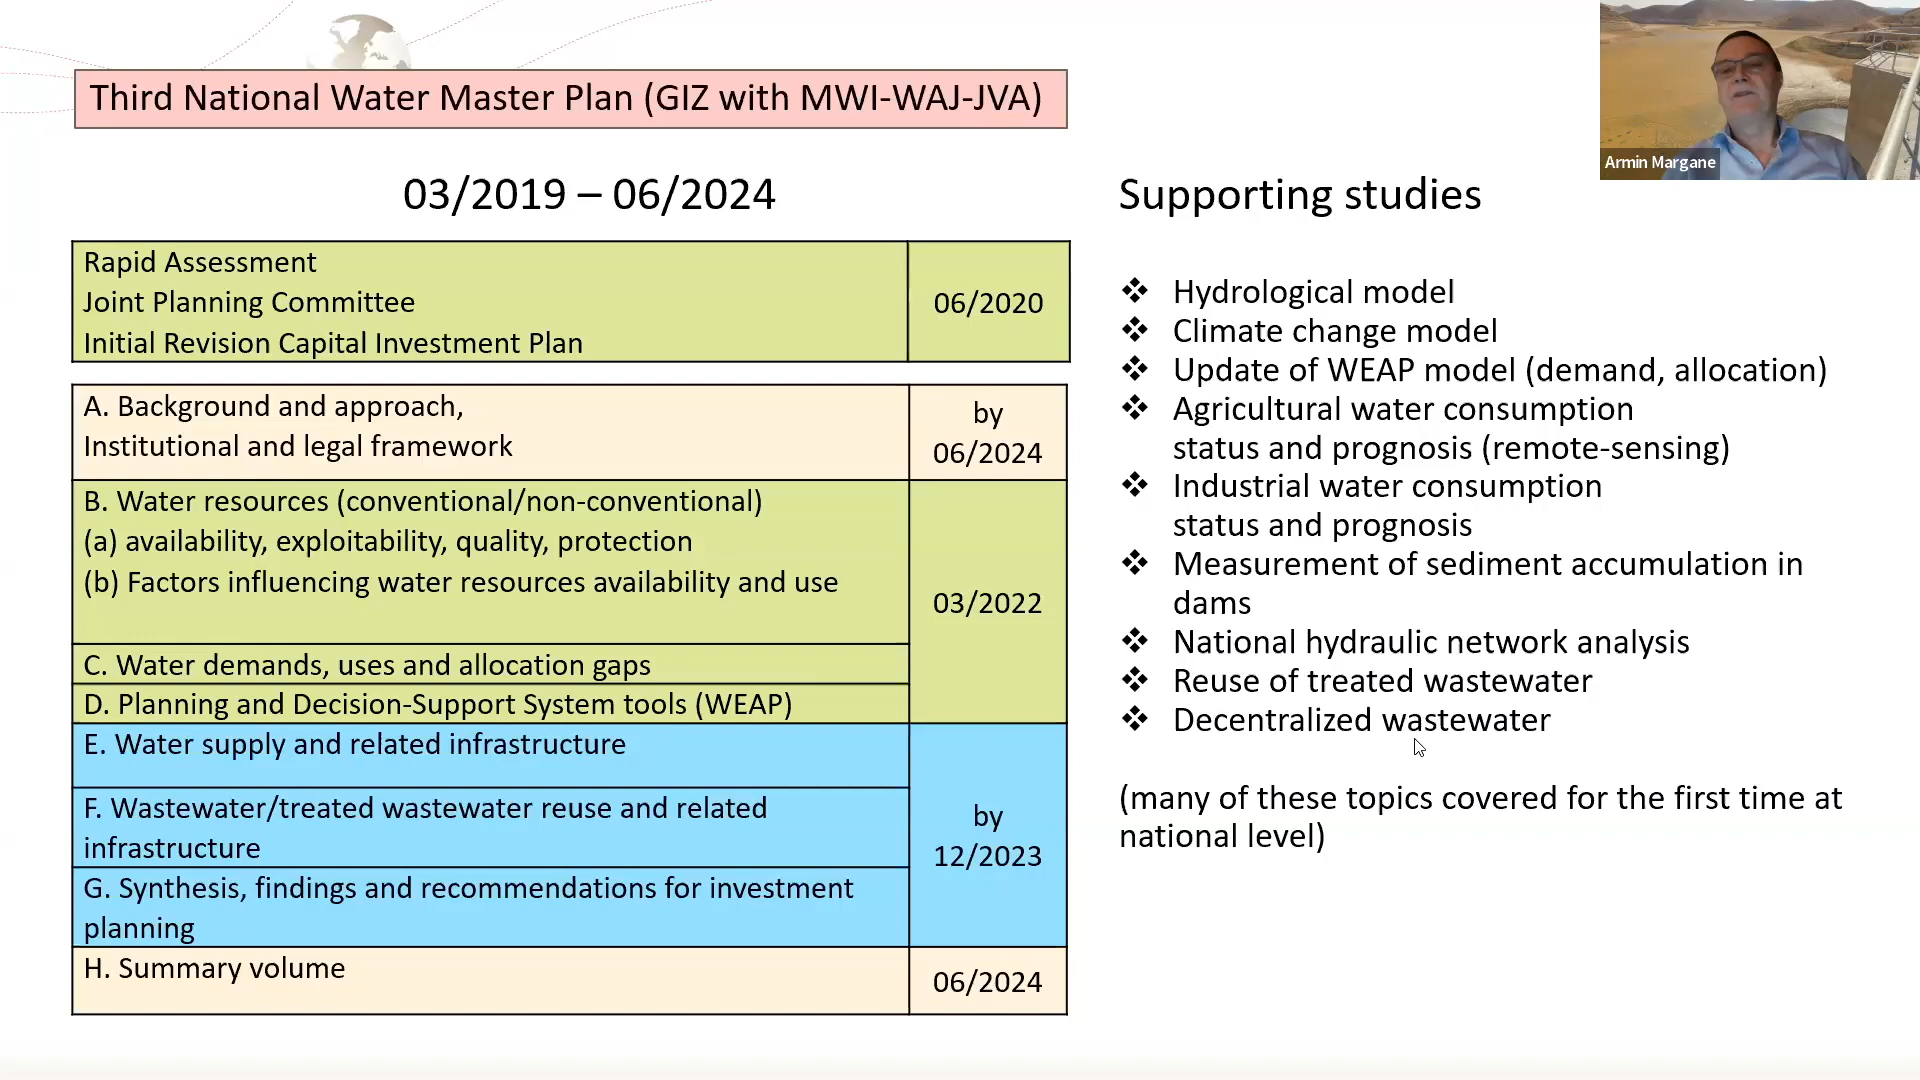 Third National Water Master Plan (GIZ with MWI-WAJ-JVA)
Armin Margane
03/2019 – 06/2024
Rapid Assessment
Joint Planning Committee
Initial Revision Capital Investment Plan
06/2020
A. Background and approach,
Institutional and legal framework
by
06/2024
B. Water resources (conventional/non-conventional)
(a) availability, exploitability, quality, protection
(b) Factors influencing water resources availability and use
03/2022
C. Water demands, uses and allocation gaps
D. Planning and Decision-Support System tools (WEAP)
E. Water supply and related infrastructure
F. Wastewater/treated wastewater reuse and related
infrastructure
by
12/2023
G. Synthesis, findings and recommendations for investment
planning
H. Summary volume
06/2024
Supporting studies
❖ Hydrological model
❖ Climate change model
❖ Update of WEAP model (demand, allocation)
❖ Agricultural water consumption
status and prognosis (remote-sensing)
❖ Industrial water consumption
status and prognosis
❖ Measurement of sediment accumulation in
dams
❖ National hydraulic network analysis
❖ Reuse of treated wastewater
❖ Decentralized wastewater
(many of these topics covered for the first time at
national level)